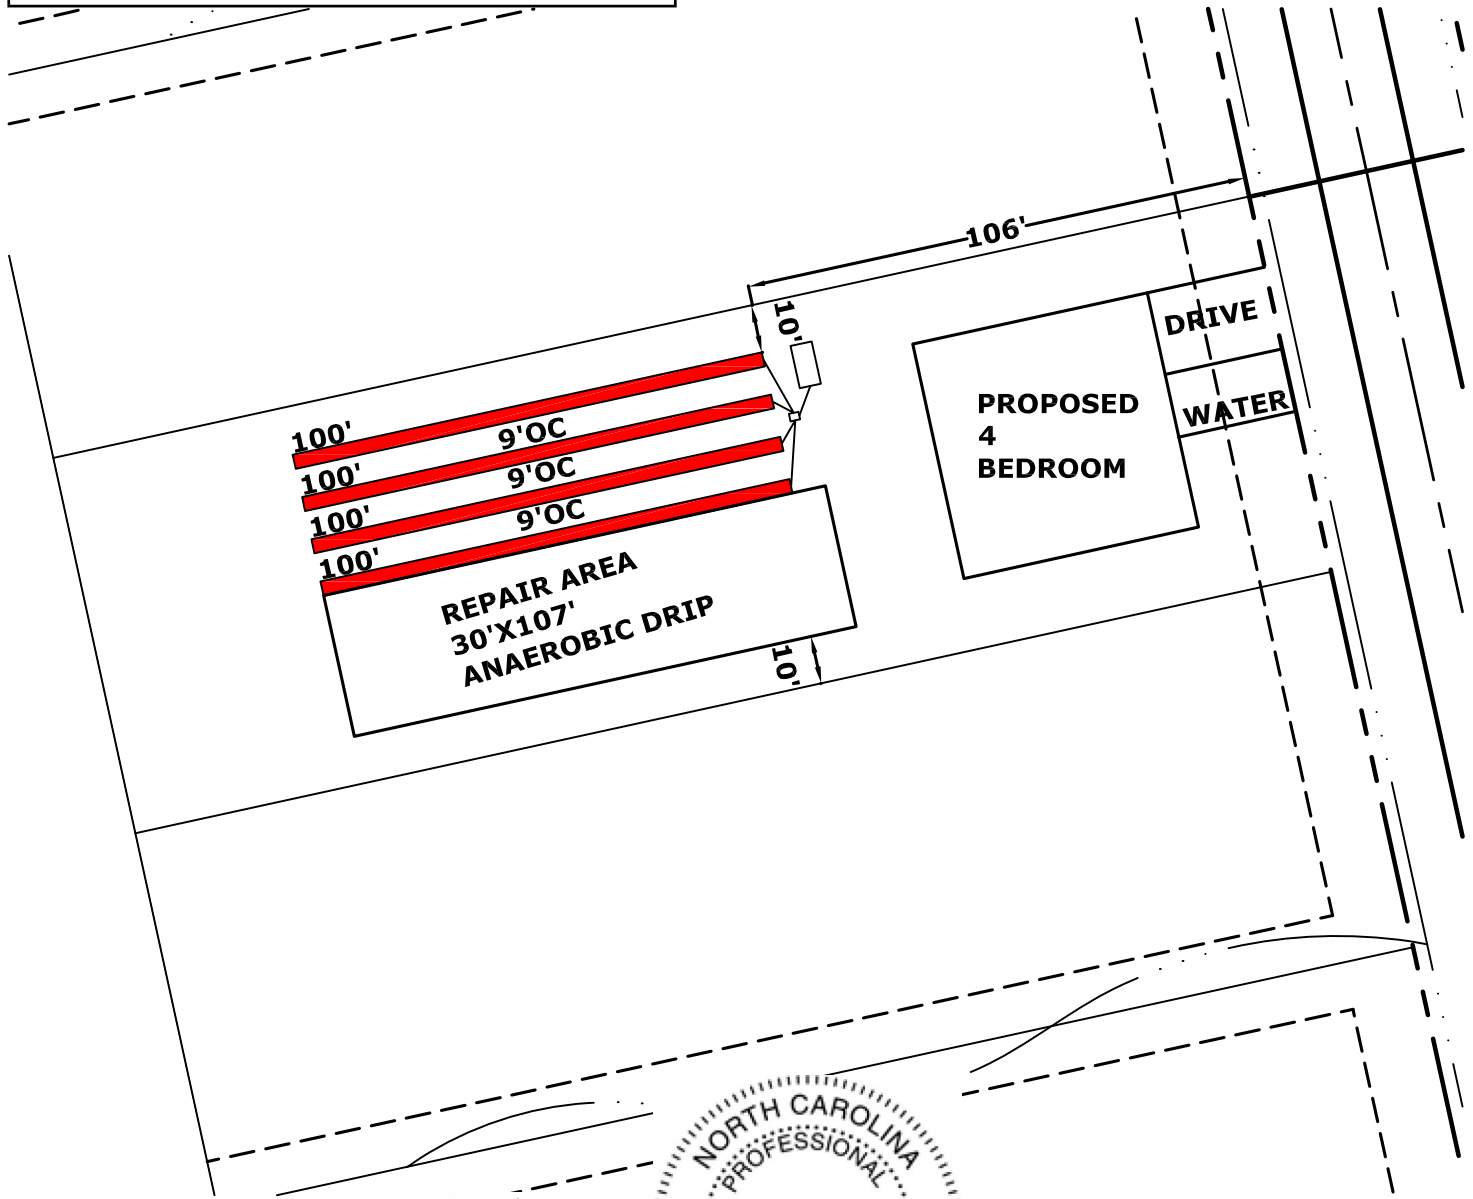 106'
10'
DRIVE
WATER
PROPOSED
4
BEDROOM
100'
9'OC
100'
9'OC
100'
9'OC
100'
REPAIR AREA
30'X107'
ANAEROBIC DRIP
10'
NORTH CAROLINA
PROFESSIONAL